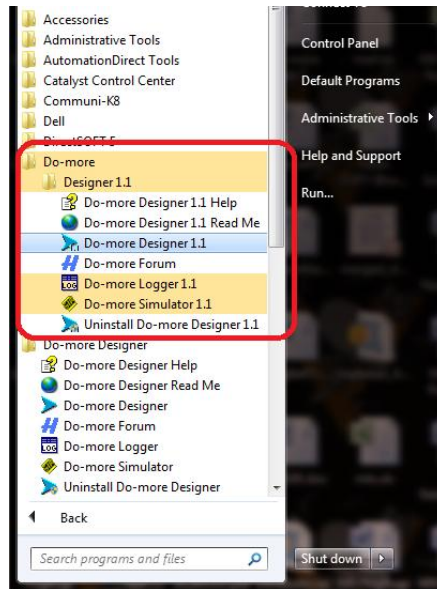 Accessories
Administrative Tools
AutomationDirect Tools
Catalyst Control Center
Communi-K8
Dell
DirectSOFT 5
Do-more
Designer 1.1
Do-more Designer 1.1 Help
Do-more Designer 1.1 Read Me
Do-more Designer 1.1
Do-more Forum
Do-more Logger 1.1
Do-more Simulator 1.1
Uninstall Do-more Designer 1.1
Do-more Designer
Do-more Designer Help
Do-more Designer Read Me
Do-more Designer
Do-more Forum
Do-more Logger
Do-more Simulator
Uninstall Do-more Designer
Back
Search programs and files
Connect To
Control Panel
Default Programs
Administrative Tools
Help and Support
Run...
Shut down